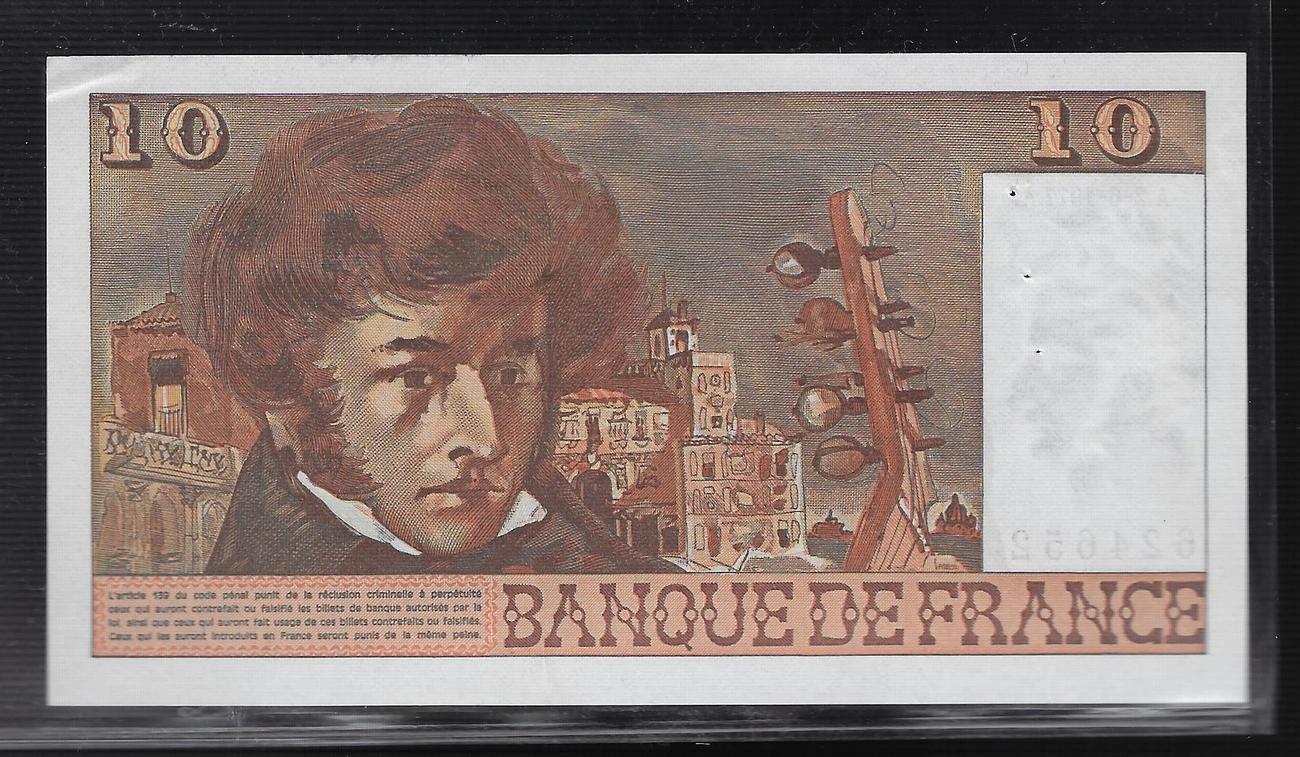 10
10
L'article 139 du code pénal punit de la réclusion criminelle à perpétuité
ceux qui auront contrefait ou falsifié les billets de banque autorisés par la
loi, ainsi que ceux qui auront fait usage de ces billets contrefaits ou falsifiés.
Ceux qui les auront introduits en France seront punis de la même peine.
BANQUE DE FRANCE